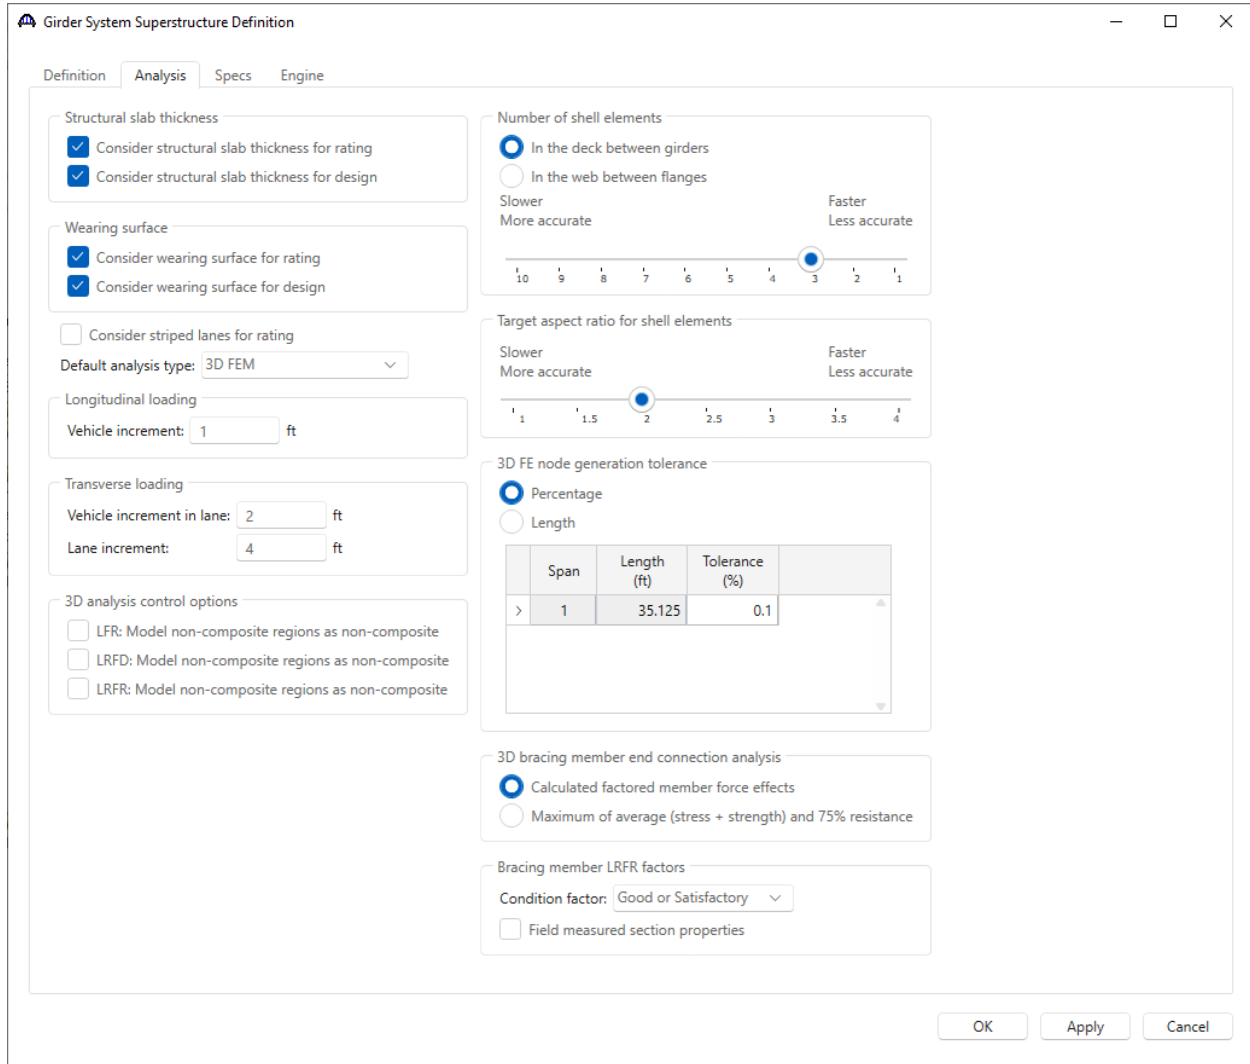 Girder System Superstructure Definition
Definition Analysis Specs Engine
Structural slab thickness
Consider structural slab thickness for rating
Consider structural slab thickness for design
Wearing surface
Consider wearing surface for rating
Consider wearing surface for design
Consider striped lanes for rating
Default analysis type: 3D FEM
Longitudinal loading
Vehicle increment: 1 ft
Transverse loading
Vehicle increment in lane: 2 ft
Lane increment: 4 ft
3D analysis control options
LFR: Model non-composite regions as non-composite
LRFD: Model non-composite regions as non-composite
LRFR: Model non-composite regions as non-composite
Number of shell elements
In the deck between girders
In the web between flanges
Slower Faster
More accurate Less accurate
10 9 8 7 6 5 4 3 2 1
Target aspect ratio for shell elements
Slower Faster
More accurate Less accurate
1 1.5 2 2.5 3 3.5 4
3D FE node generation tolerance
Percentage
Length
Span Length (ft) Tolerance (%)
1 35.125 0.1
3D bracing member end connection analysis
Calculated factored member force effects
Maximum of average (stress + strength) and 75% resistance
Bracing member LRFR factors
Condition factor: Good or Satisfactory
Field measured section properties
OK Apply Cancel